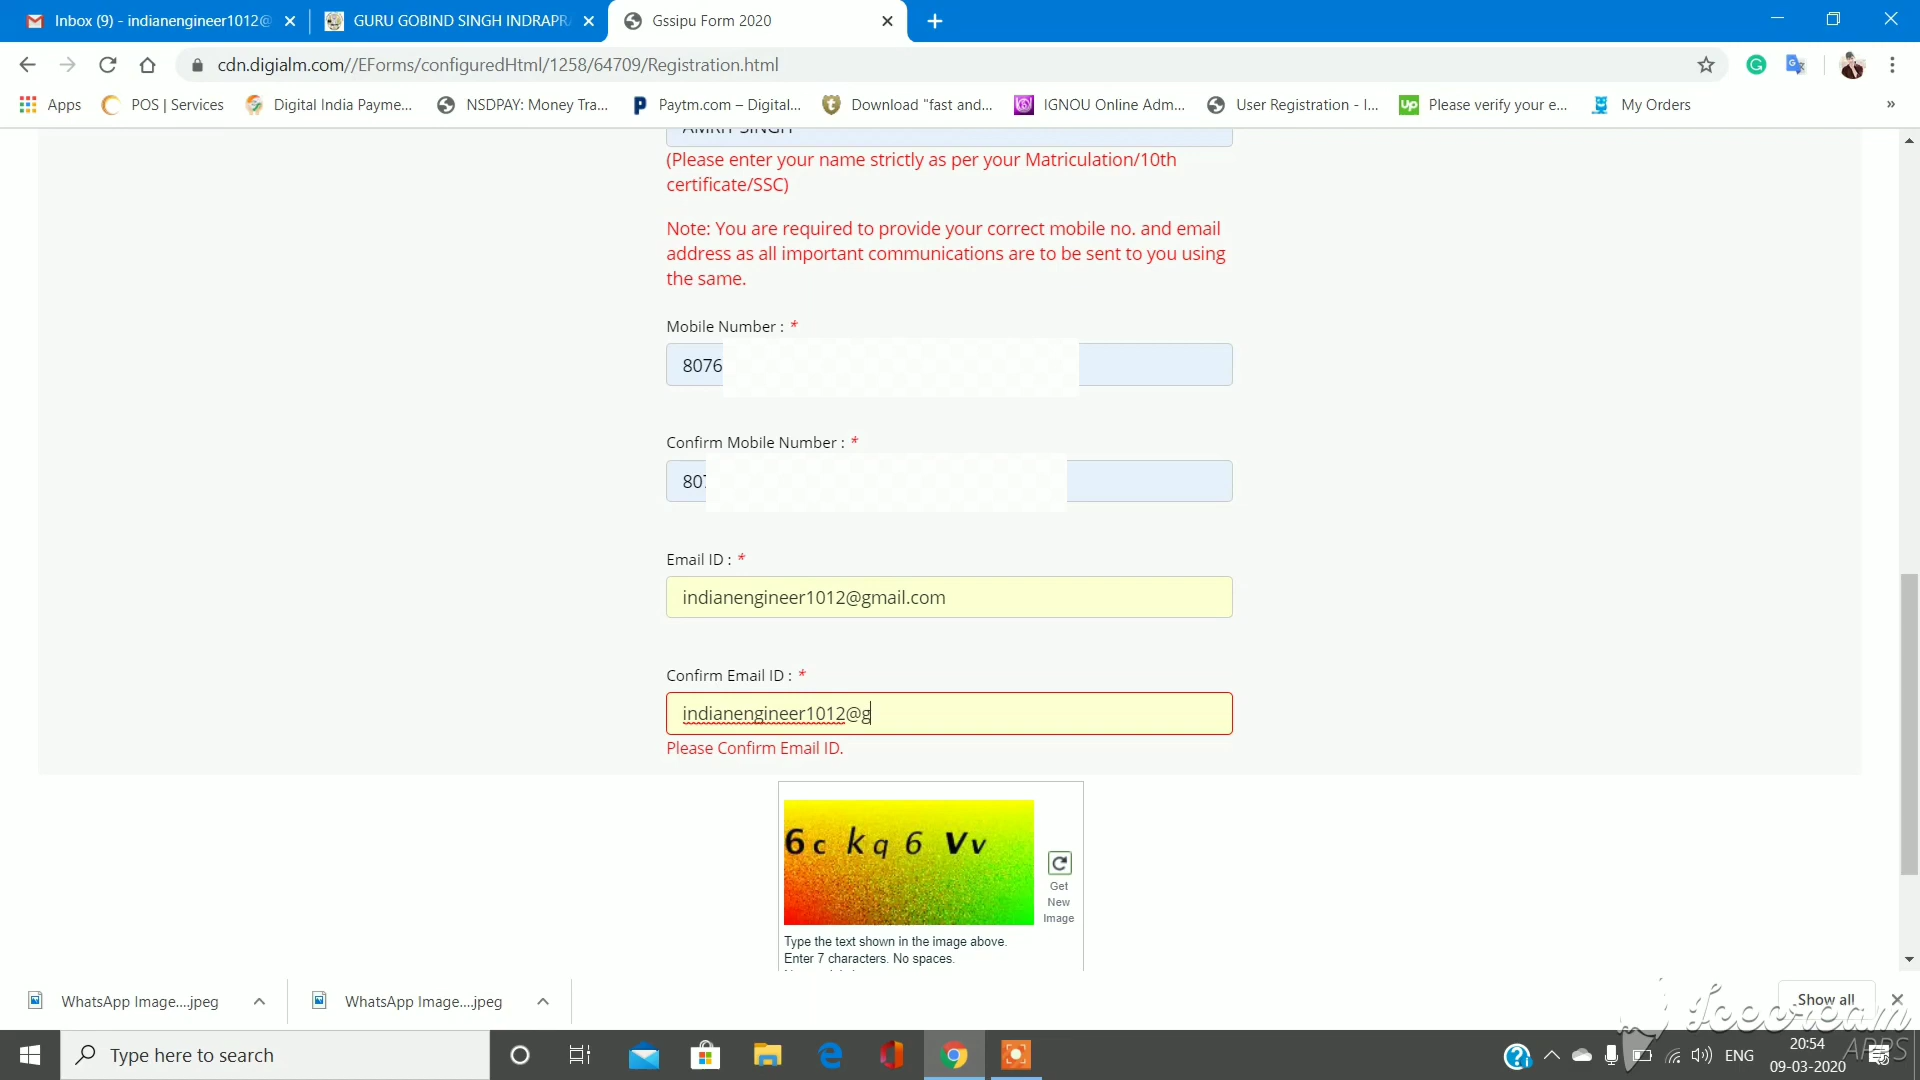 Inbox (9) - indianengineer1012@
GURU GOBIND SINGH INDRAPR
Gssipu Form 2020
cdn.digialm.com//EForms/configuredHtml/1258/64709/Registration.html
Apps
POS | Services
Digital India Payme...
NSDPAY: Money Tra...
Paytm.com – Digital...
Download "fast and...
IGNOU Online Adm...
User Registration - I...
up
Please verify your e...
My Orders
»
AMRIT SINGH
(Please enter your name strictly as per your Matriculation/10th
certificate/SSC)
Note: You are required to provide your correct mobile no. and email
address as all important communications are to be sent to you using
the same.
Mobile Number : *
8076
Confirm Mobile Number : *
807
Email ID : *
indianengineer1012@gmail.com
Confirm Email ID : *
indianengineer1012@g
Please Confirm Email ID.
6 c k q 6 V v
Get
New
Image
Type the text shown in the image above.
Enter 7 characters. No spaces.
WhatsApp Image....jpeg
WhatsApp Image....jpeg
Show all
Icecream
APPS
Type here to search
ENG
20:54
09-03-2020